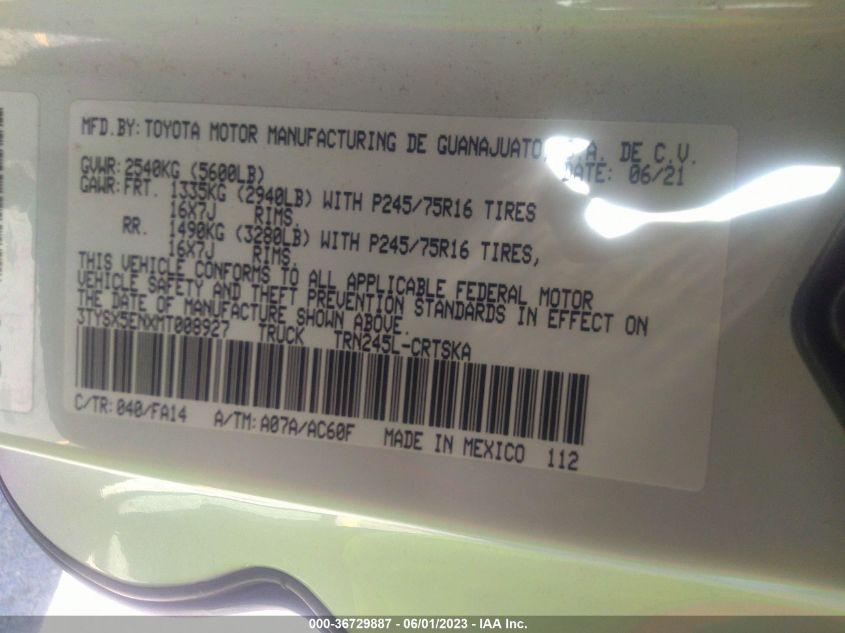 MFD.BY:TOYOTA MOTOR MANUFACTURING DE GUANAJUATO, S.A. DE C.V.
GVWR:2540KG (5600LB) DATE: 06/21
GAWR:FRT. 1335KG (2940LB) WITH P245/75R16 TIRES
16X7J RIMS.
RR. 1490KG (3280LB) WITH P245/75R16 TIRES,
16X7J RIMS.
THIS VEHICLE CONFORMS TO ALL APPLICABLE FEDERAL MOTOR
VEHICLE SAFETY AND THEFT PREVENTION STANDARDS IN EFFECT ON
THE DATE OF MANUFACTURE SHOWN ABOVE.
3TYSX5ENXMT008927 TRUCK TRN245L-CRTSKA
C/TR:040/FA14 A/TM:A07A/AC60F MADE IN MEXICO 112
000-36729887 - 06/01/2023 - IAA Inc.